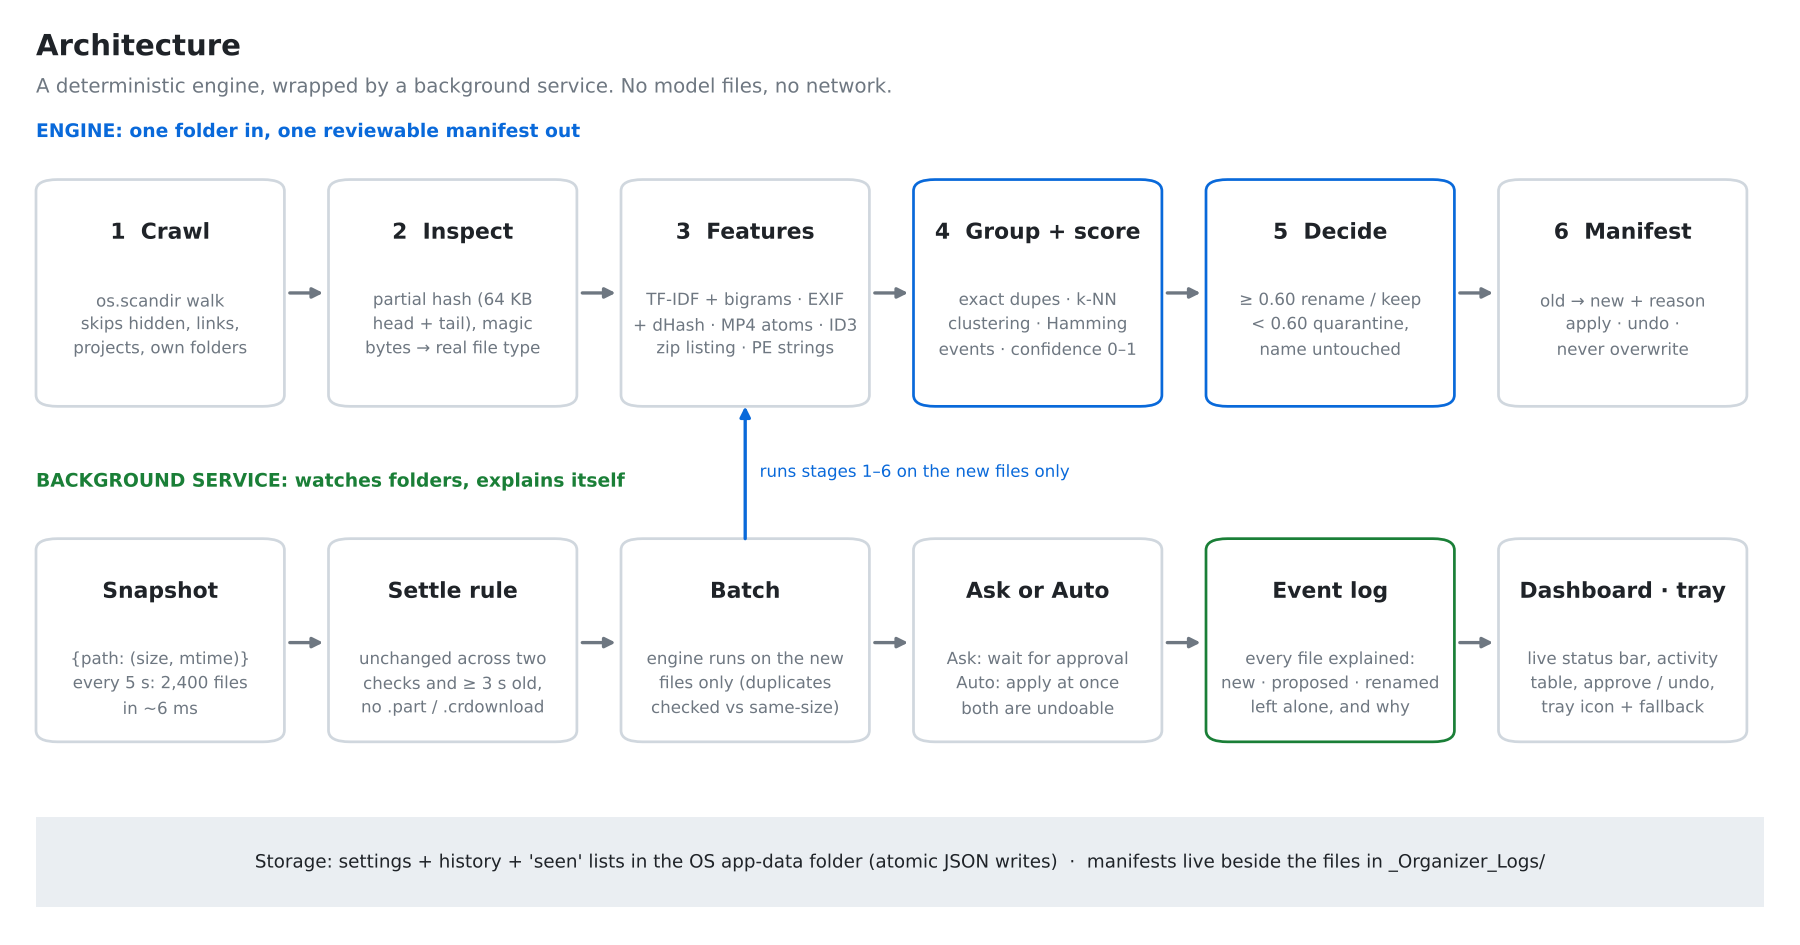 Architecture
A deterministic engine, wrapped by a background service. No model files, no network.
ENGINE: one folder in, one reviewable manifest out
1 Crawl
os.scandir walk
skips hidden, links,
projects, own folders
2 Inspect
partial hash (64 KB
head + tail), magic
bytes → real file type
3 Features
TF-IDF + bigrams · EXIF
+ dHash · MP4 atoms · ID3
zip listing · PE strings
4 Group + score
exact dupes · k-NN
clustering · Hamming
events · confidence 0–1
5 Decide
≥ 0.60 rename / keep
< 0.60 quarantine,
name untouched
6 Manifest
old → new + reason
apply · undo ·
never overwrite
runs stages 1–6 on the new files only
BACKGROUND SERVICE: watches folders, explains itself
Snapshot
{path: (size, mtime)}
every 5 s: 2,400 files
in ~6 ms
Settle rule
unchanged across two
checks and ≥ 3 s old,
no .part / .crdownload
Batch
engine runs on the new
files only (duplicates
checked vs same-size)
Ask or Auto
Ask: wait for approval
Auto: apply at once
both are undoable
Event log
every file explained:
new · proposed · renamed
left alone, and why
Dashboard · tray
live status bar, activity
table, approve / undo,
tray icon + fallback
Storage: settings + history + 'seen' lists in the OS app-data folder (atomic JSON writes) · manifests live beside the files in _Organizer_Logs/